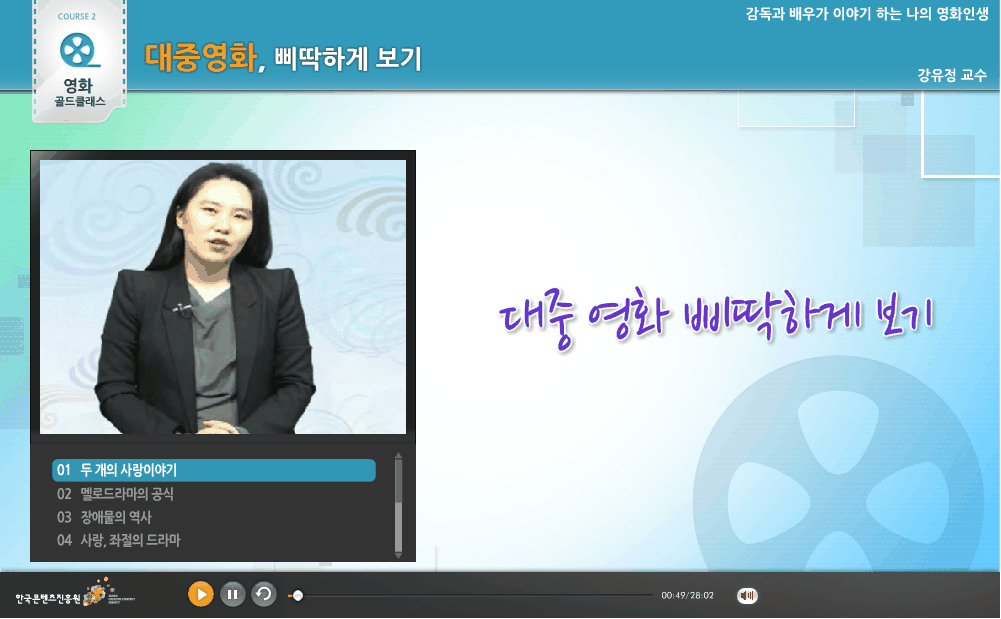 COURSE 2
영화
골드클래스
대중영화, 삐딱하게 보기
감독과 배우가 이야기 하는 나의 영화인생
강유정 교수
대중 영화 삐딱하게 보기
01 두 개의 사랑이야기
02 멜로드라마의 공식
03 장애물의 역사
04 사랑, 좌절의 드라마
한국콘텐츠진흥원
00:49/28:02